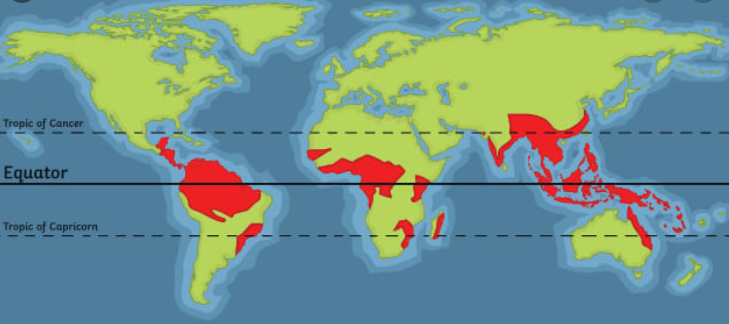 Tropic of Cancer
Equator
Tropic of Capricorn